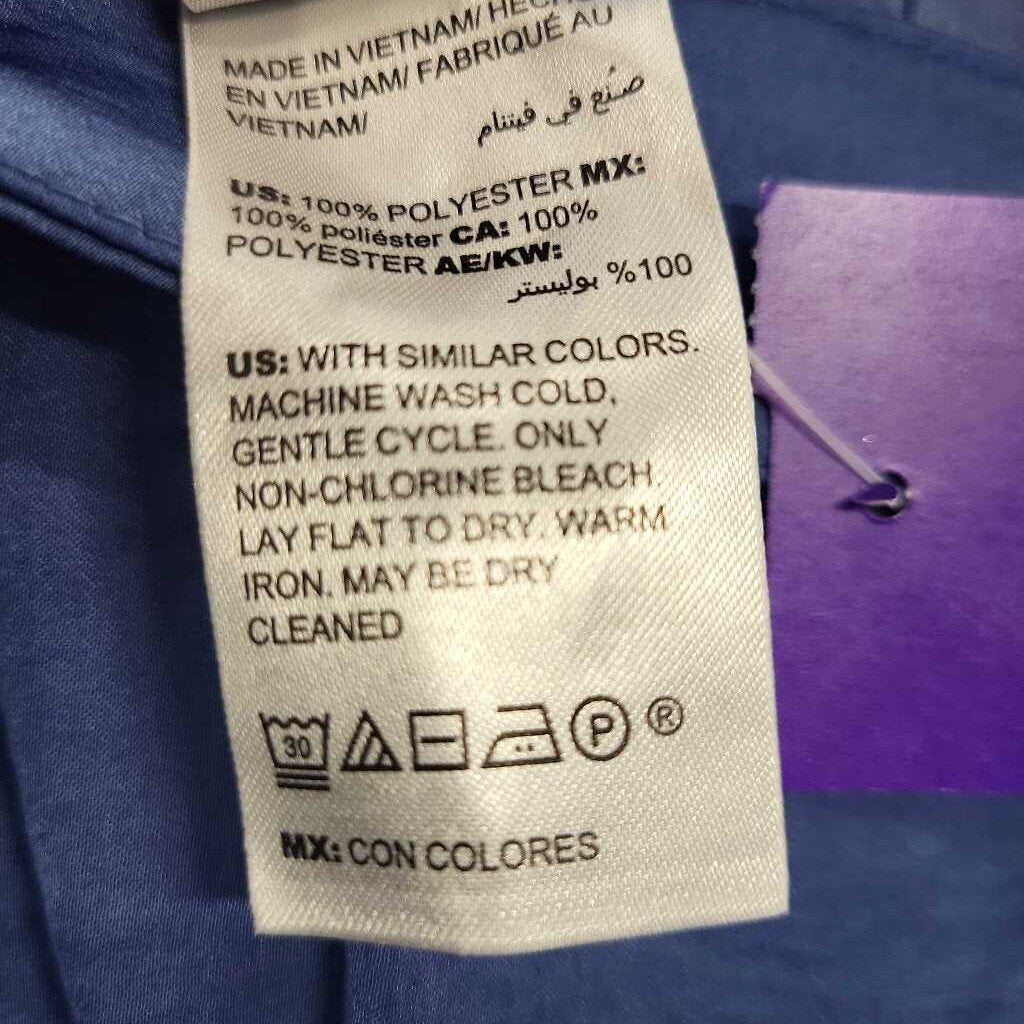 MADE IN VIETNAM/
EN VIETNAM/ FABRIQUÉ AU
VIETNAM/
صُنع في فيتنام
US: 100% POLYESTER MX:
100% poliéster CA: 100%
POLYESTER AE/KW:
100% بوليستر
US: WITH SIMILAR COLORS.
MACHINE WASH COLD,
GENTLE CYCLE. ONLY
NON-CHLORINE BLEACH.
LAY FLAT TO DRY. WARM
IRON. MAY BE DRY
CLEANED
30 P ®
MX: CON COLORES